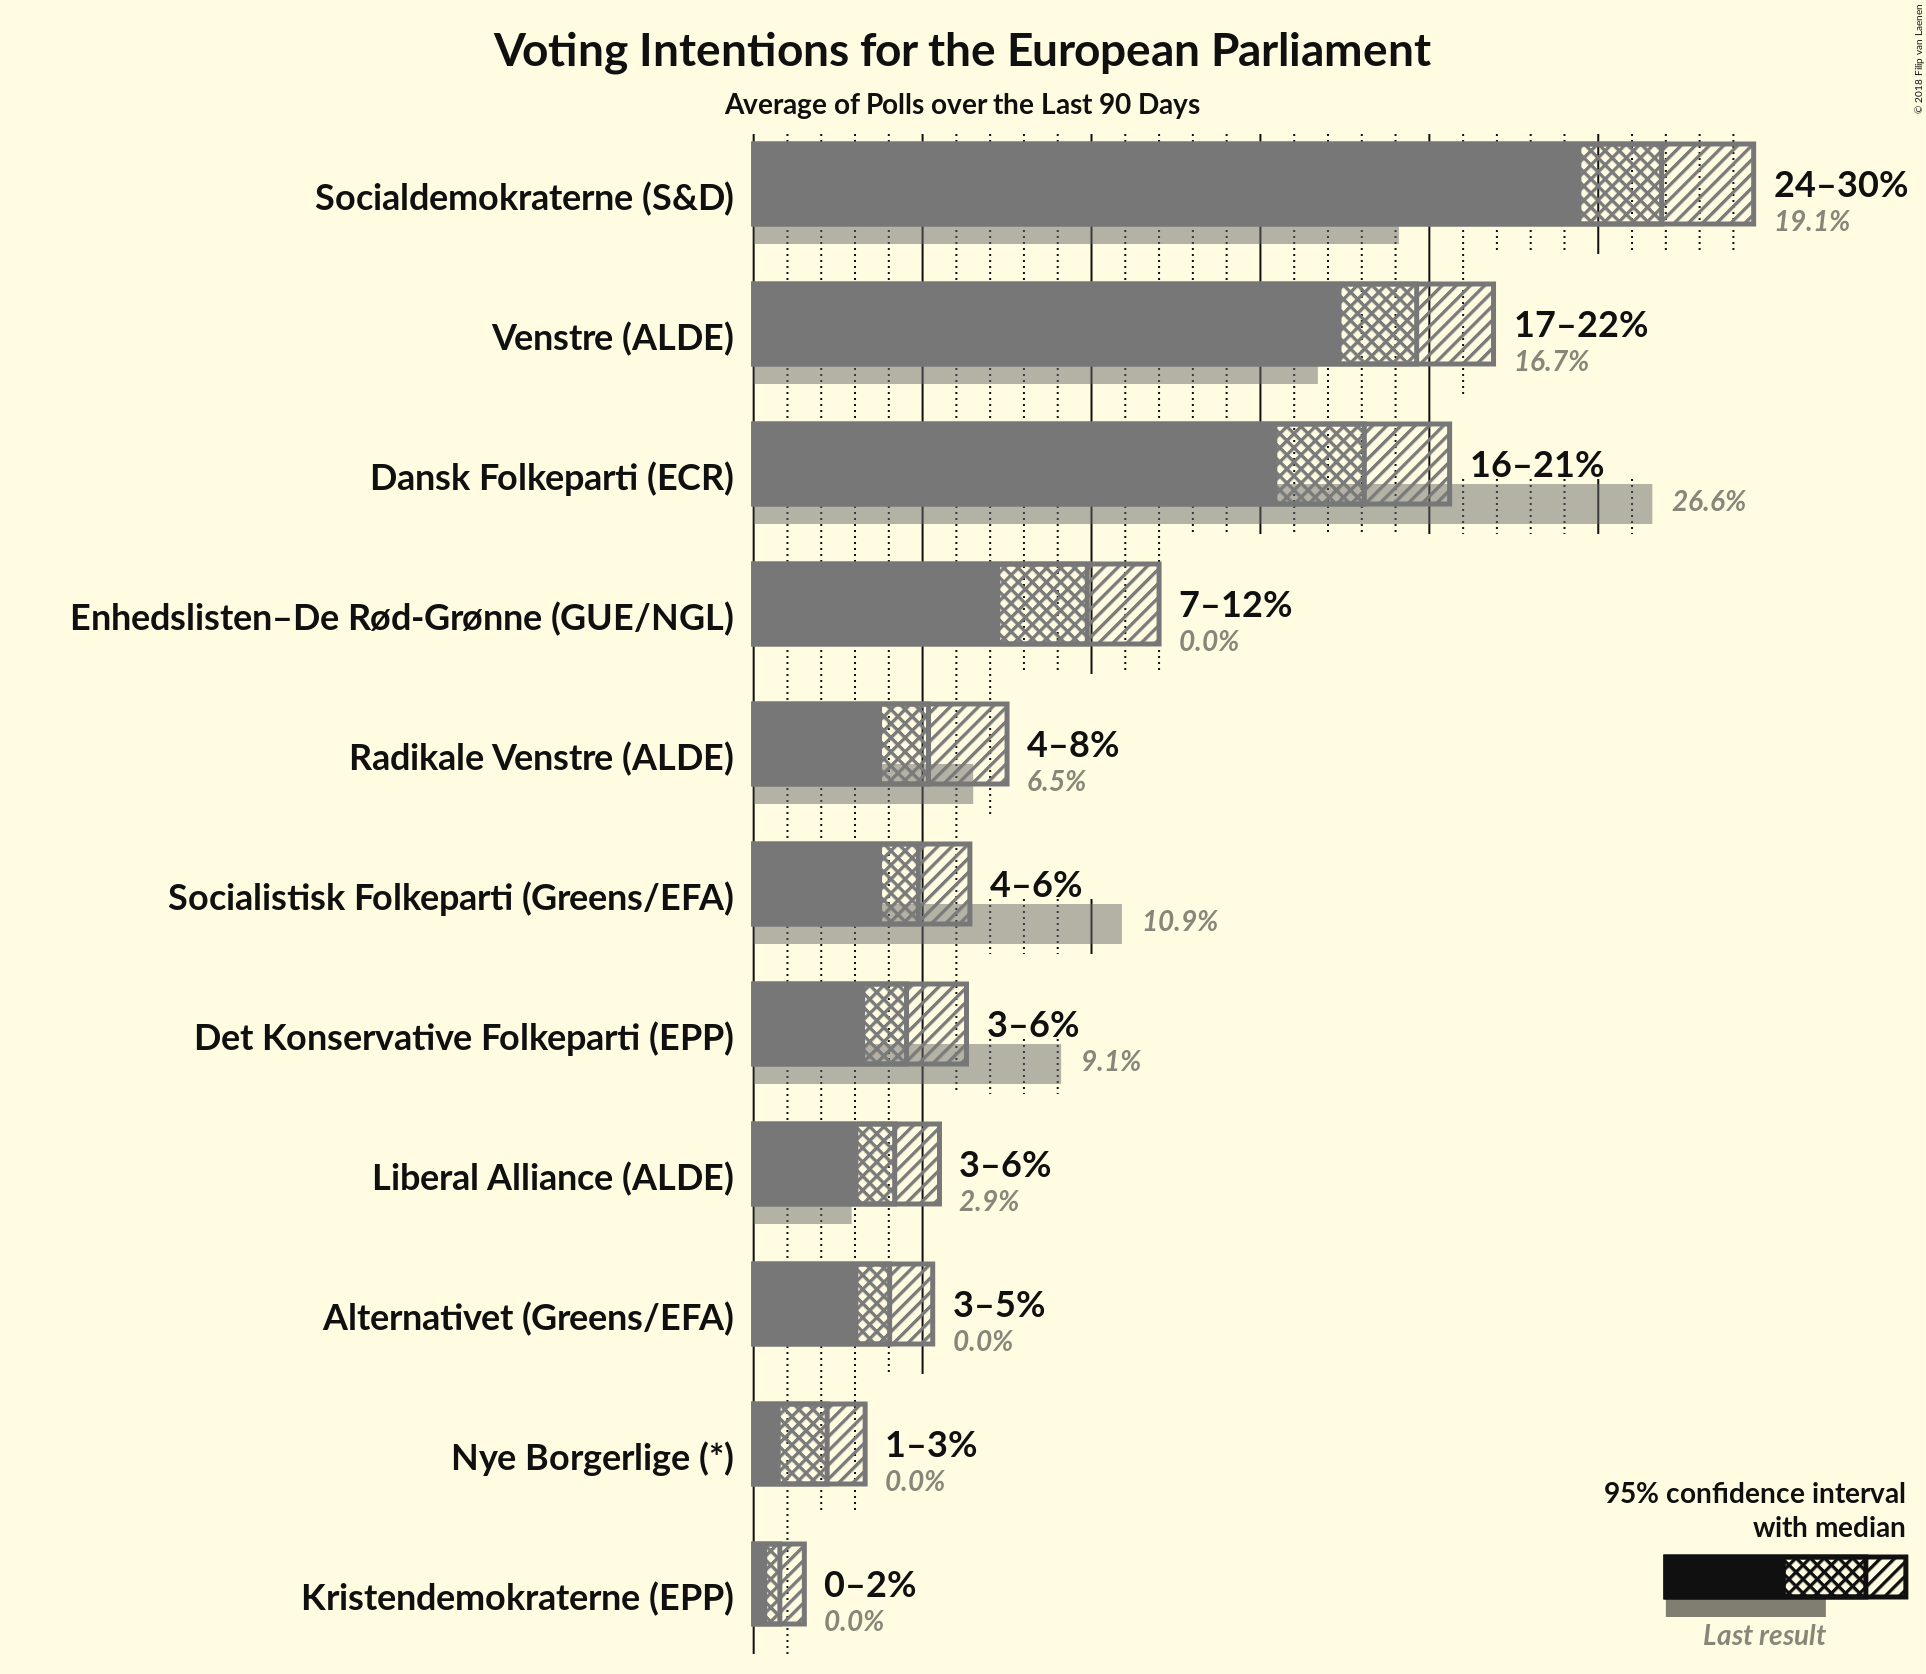 Voting Intentions for the European Parliament
Average of Polls over the Last 90 Days
© 2018 Filip van Laenen
Socialdemokraterne (S&D)
24–30%
19.1%
Venstre (ALDE)
17–22%
16.7%
Dansk Folkeparti (ECR)
16–21%
26.6%
Enhedslisten–De Rød-Grønne (GUE/NGL)
7–12%
0.0%
Radikale Venstre (ALDE)
4–8%
6.5%
Socialistisk Folkeparti (Greens/EFA)
4–6%
10.9%
Det Konservative Folkeparti (EPP)
3–6%
9.1%
Liberal Alliance (ALDE)
3–6%
2.9%
Alternativet (Greens/EFA)
3–5%
0.0%
Nye Borgerlige (*)
1–3%
0.0%
Kristendemokraterne (EPP)
0–2%
0.0%
95% confidence interval
with median
Last result